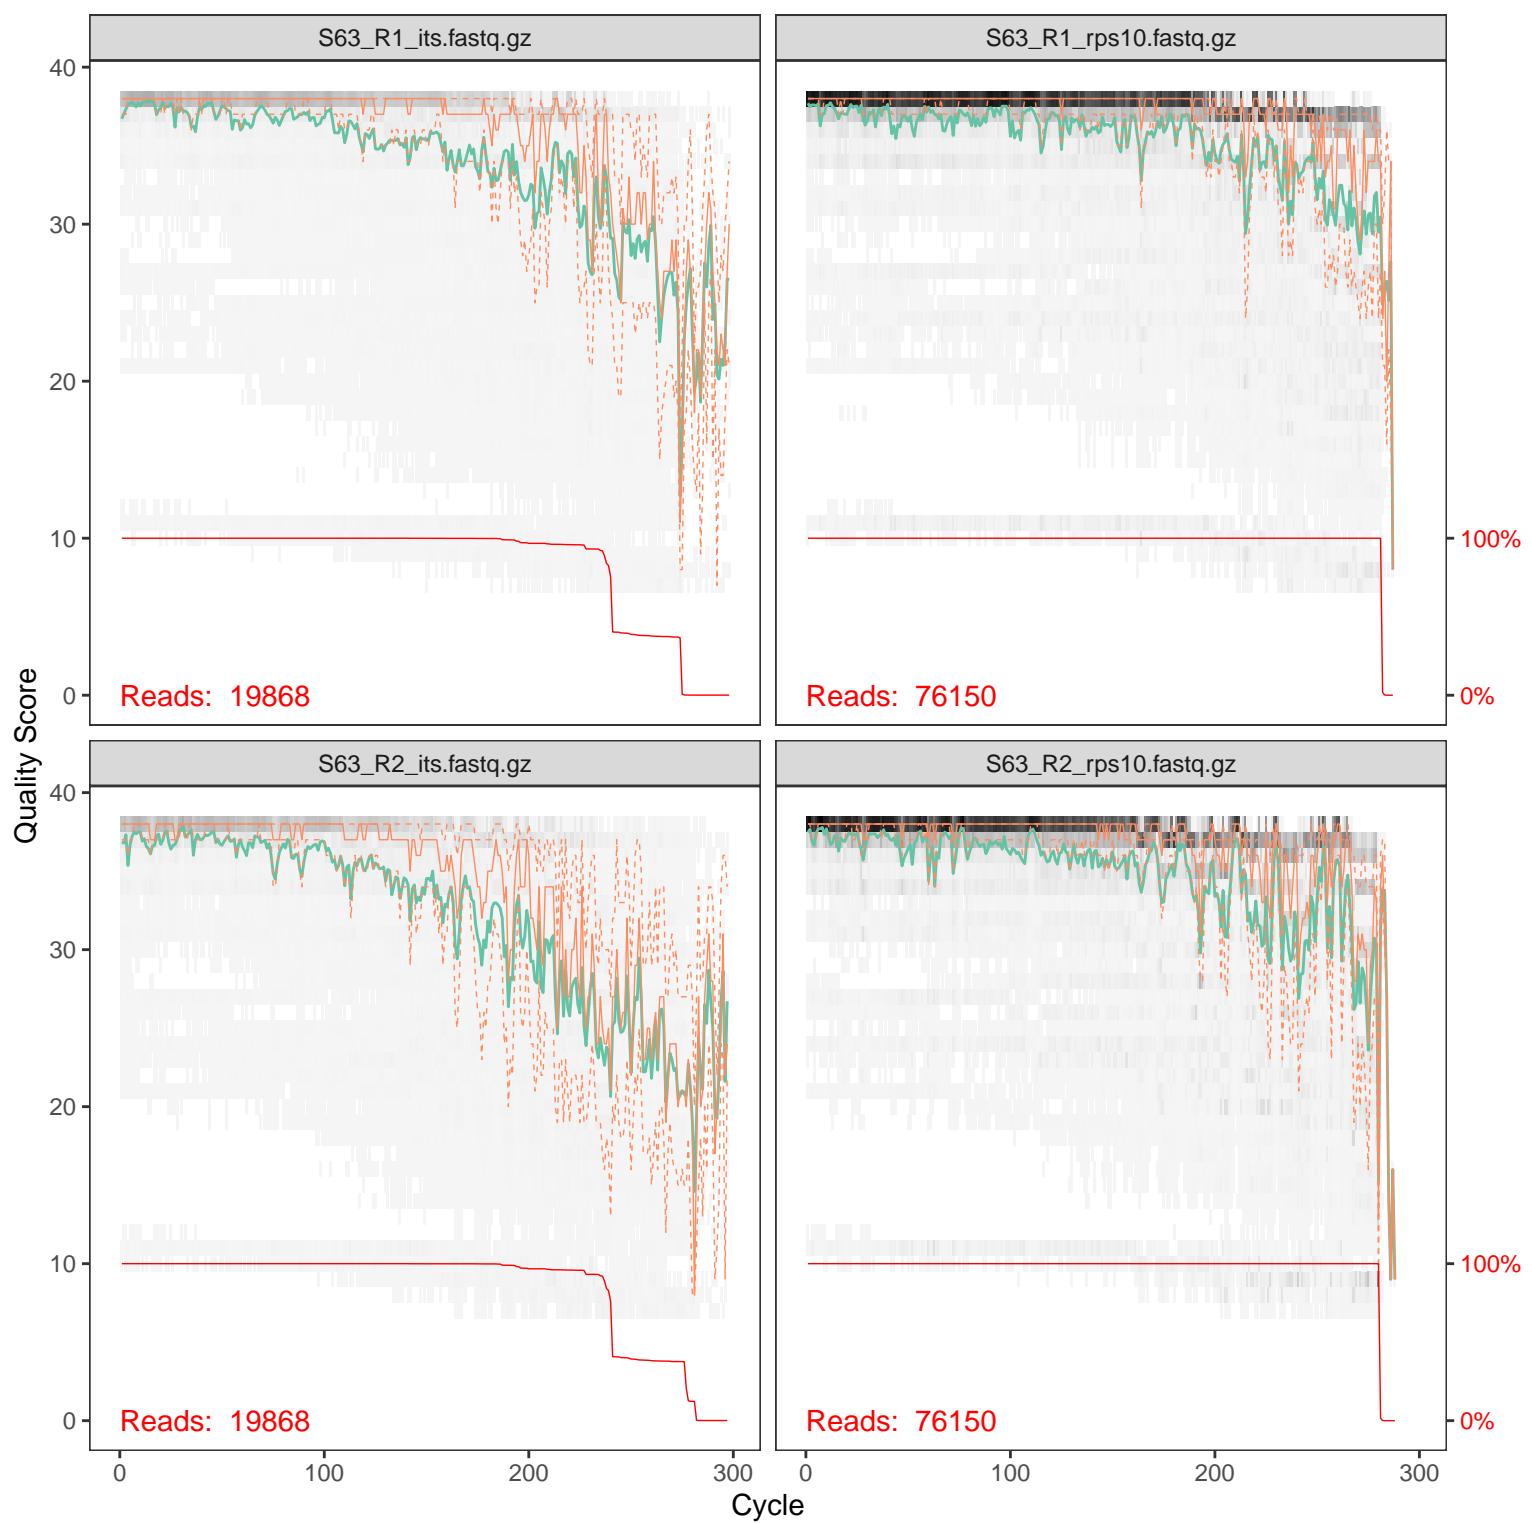 S63_R1_its.fastq.gz
S63_R1_rps10.fastq.gz
40
30
20
10
0
100%
0%
Reads: 19868
Reads: 76150
Quality Score
S63_R2_its.fastq.gz
S63_R2_rps10.fastq.gz
40
30
20
10
0
100%
0%
Reads: 19868
Reads: 76150
0
100
200
300
0
100
200
300
Cycle